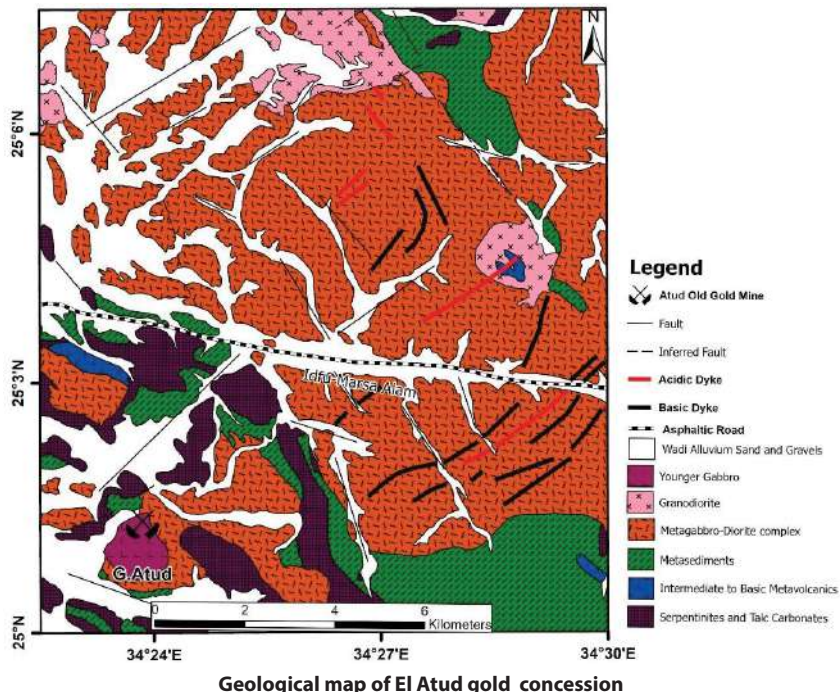 N
25°6'N
25°3'N
25°N
Idfu-Marsa Alam
G.Atud
0 2 4 6
Kilometers
34°24'E 34°27'E 34°30'E
Legend
Atud Old Gold Mine
Fault
Inferred Fault
Acidic Dyke
Basic Dyke
Asphaltic Road
Wadi Alluvium Sand and Gravels
Younger Gabbro
Granodiorite
Metagabbro-Diorite complex
Metasediments
Intermediate to Basic Metavolcanics
Serpentinites and Talc Carbonates
Geological map of El Atud gold concession